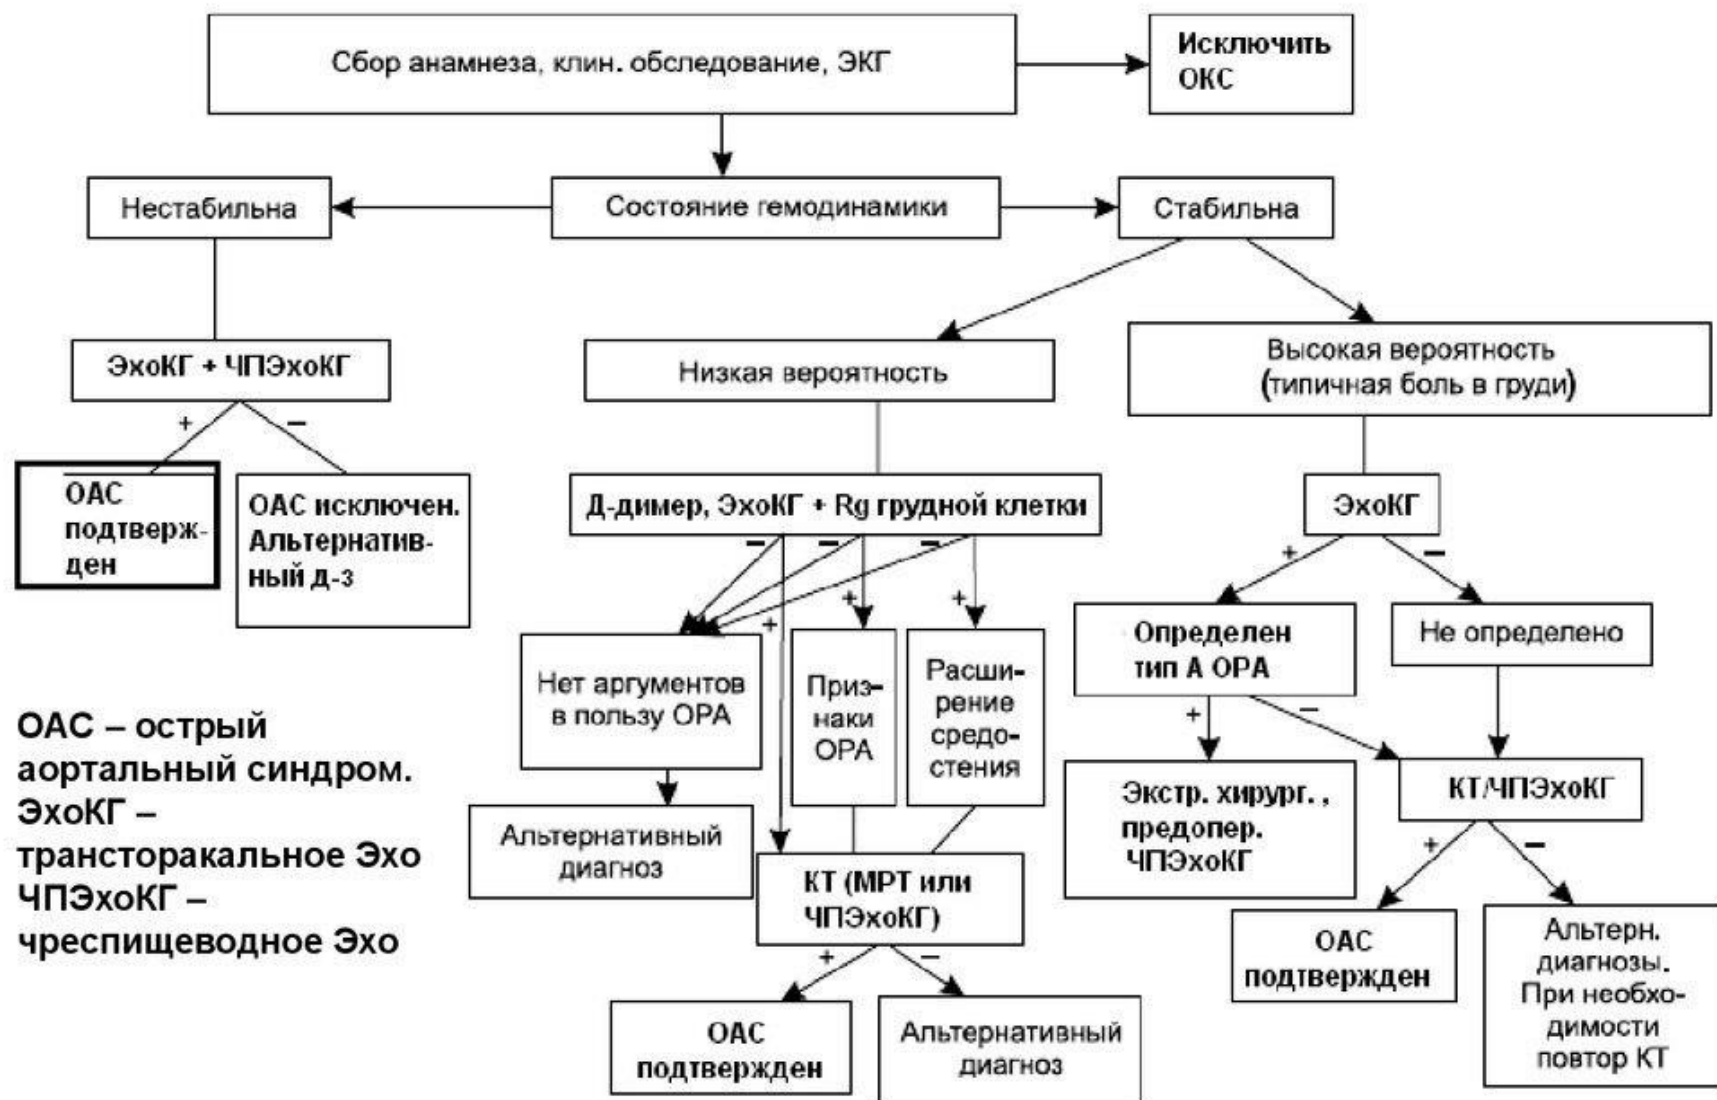 Сбор анамнеза, клин. обследование, ЭКГ
Исключить
ОКС
Нестабильна
Состояние гемодинамики
Стабильна
ЭхоКГ + ЧПЭхоКГ
+
–
ОАС
подтверж-
ден
ОАС исключен.
Альтернатив-
ный д-з
Низкая вероятность
Высокая вероятность
(типичная боль в груди)
Д-димер, ЭхоКГ + Rg грудной клетки
–
–
–
+
+
+
Нет аргументов
в пользу ОРА
Приз-
наки
ОРА
Расши-
рение
средо-
стения
Альтернативный
диагноз
КТ (МРТ или
ЧПЭхоКГ)
+
–
ОАС
подтвержден
Альтернативный
диагноз
ЭхоКГ
+
–
Определен
тип А ОРА
Не определено
+
–
Экстр. хирург. ,
предопер.
ЧПЭхоКГ
КТ/ЧПЭхоКГ
+
–
ОАС
подтвержден
Альтерн.
диагнозы.
При необхо-
димости
повтор КТ
ОАС – острый
аортальный синдром.
ЭхоКГ –
трансторакальное Эхо
ЧПЭхоКГ –
чреспищеводное Эхо